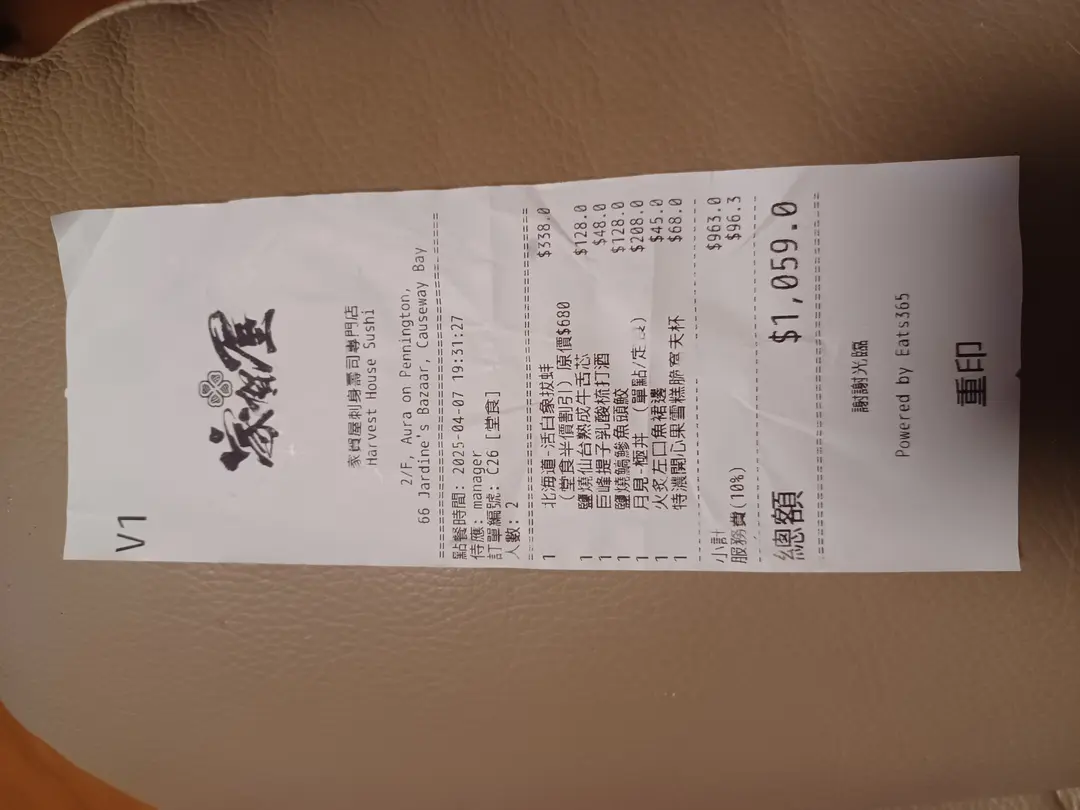 V1
家賀屋
家賀屋刺身壽司專門店
Harvest House Sushi
2/F, Aura on Pennington,
66 Jardine's Bazaar, Causeway Bay
點餐時間: 2025-04-07 19:31:27
侍應: manager
訂單編號: C26 [堂食]
人數: 2
1 北海道-活白象拔蚌 $338.0
(堂食半價割引) 原價$680
1 鹽燒仙台熟成牛舌芯 $128.0
1 巨峰提子乳酸梳打酒 $48.0
1 鹽燒鰤魚頭鮫 $128.0
1 月見-極丼 (單點/定食) $208.0
1 火炙左口魚裙邊 $45.0
1 特濃開心果雪糕脆窩夫杯 $68.0
小計 $963.0
服務費(10%) $96.3
總額 $1,059.0
謝謝光臨
Powered by Eats365
重印